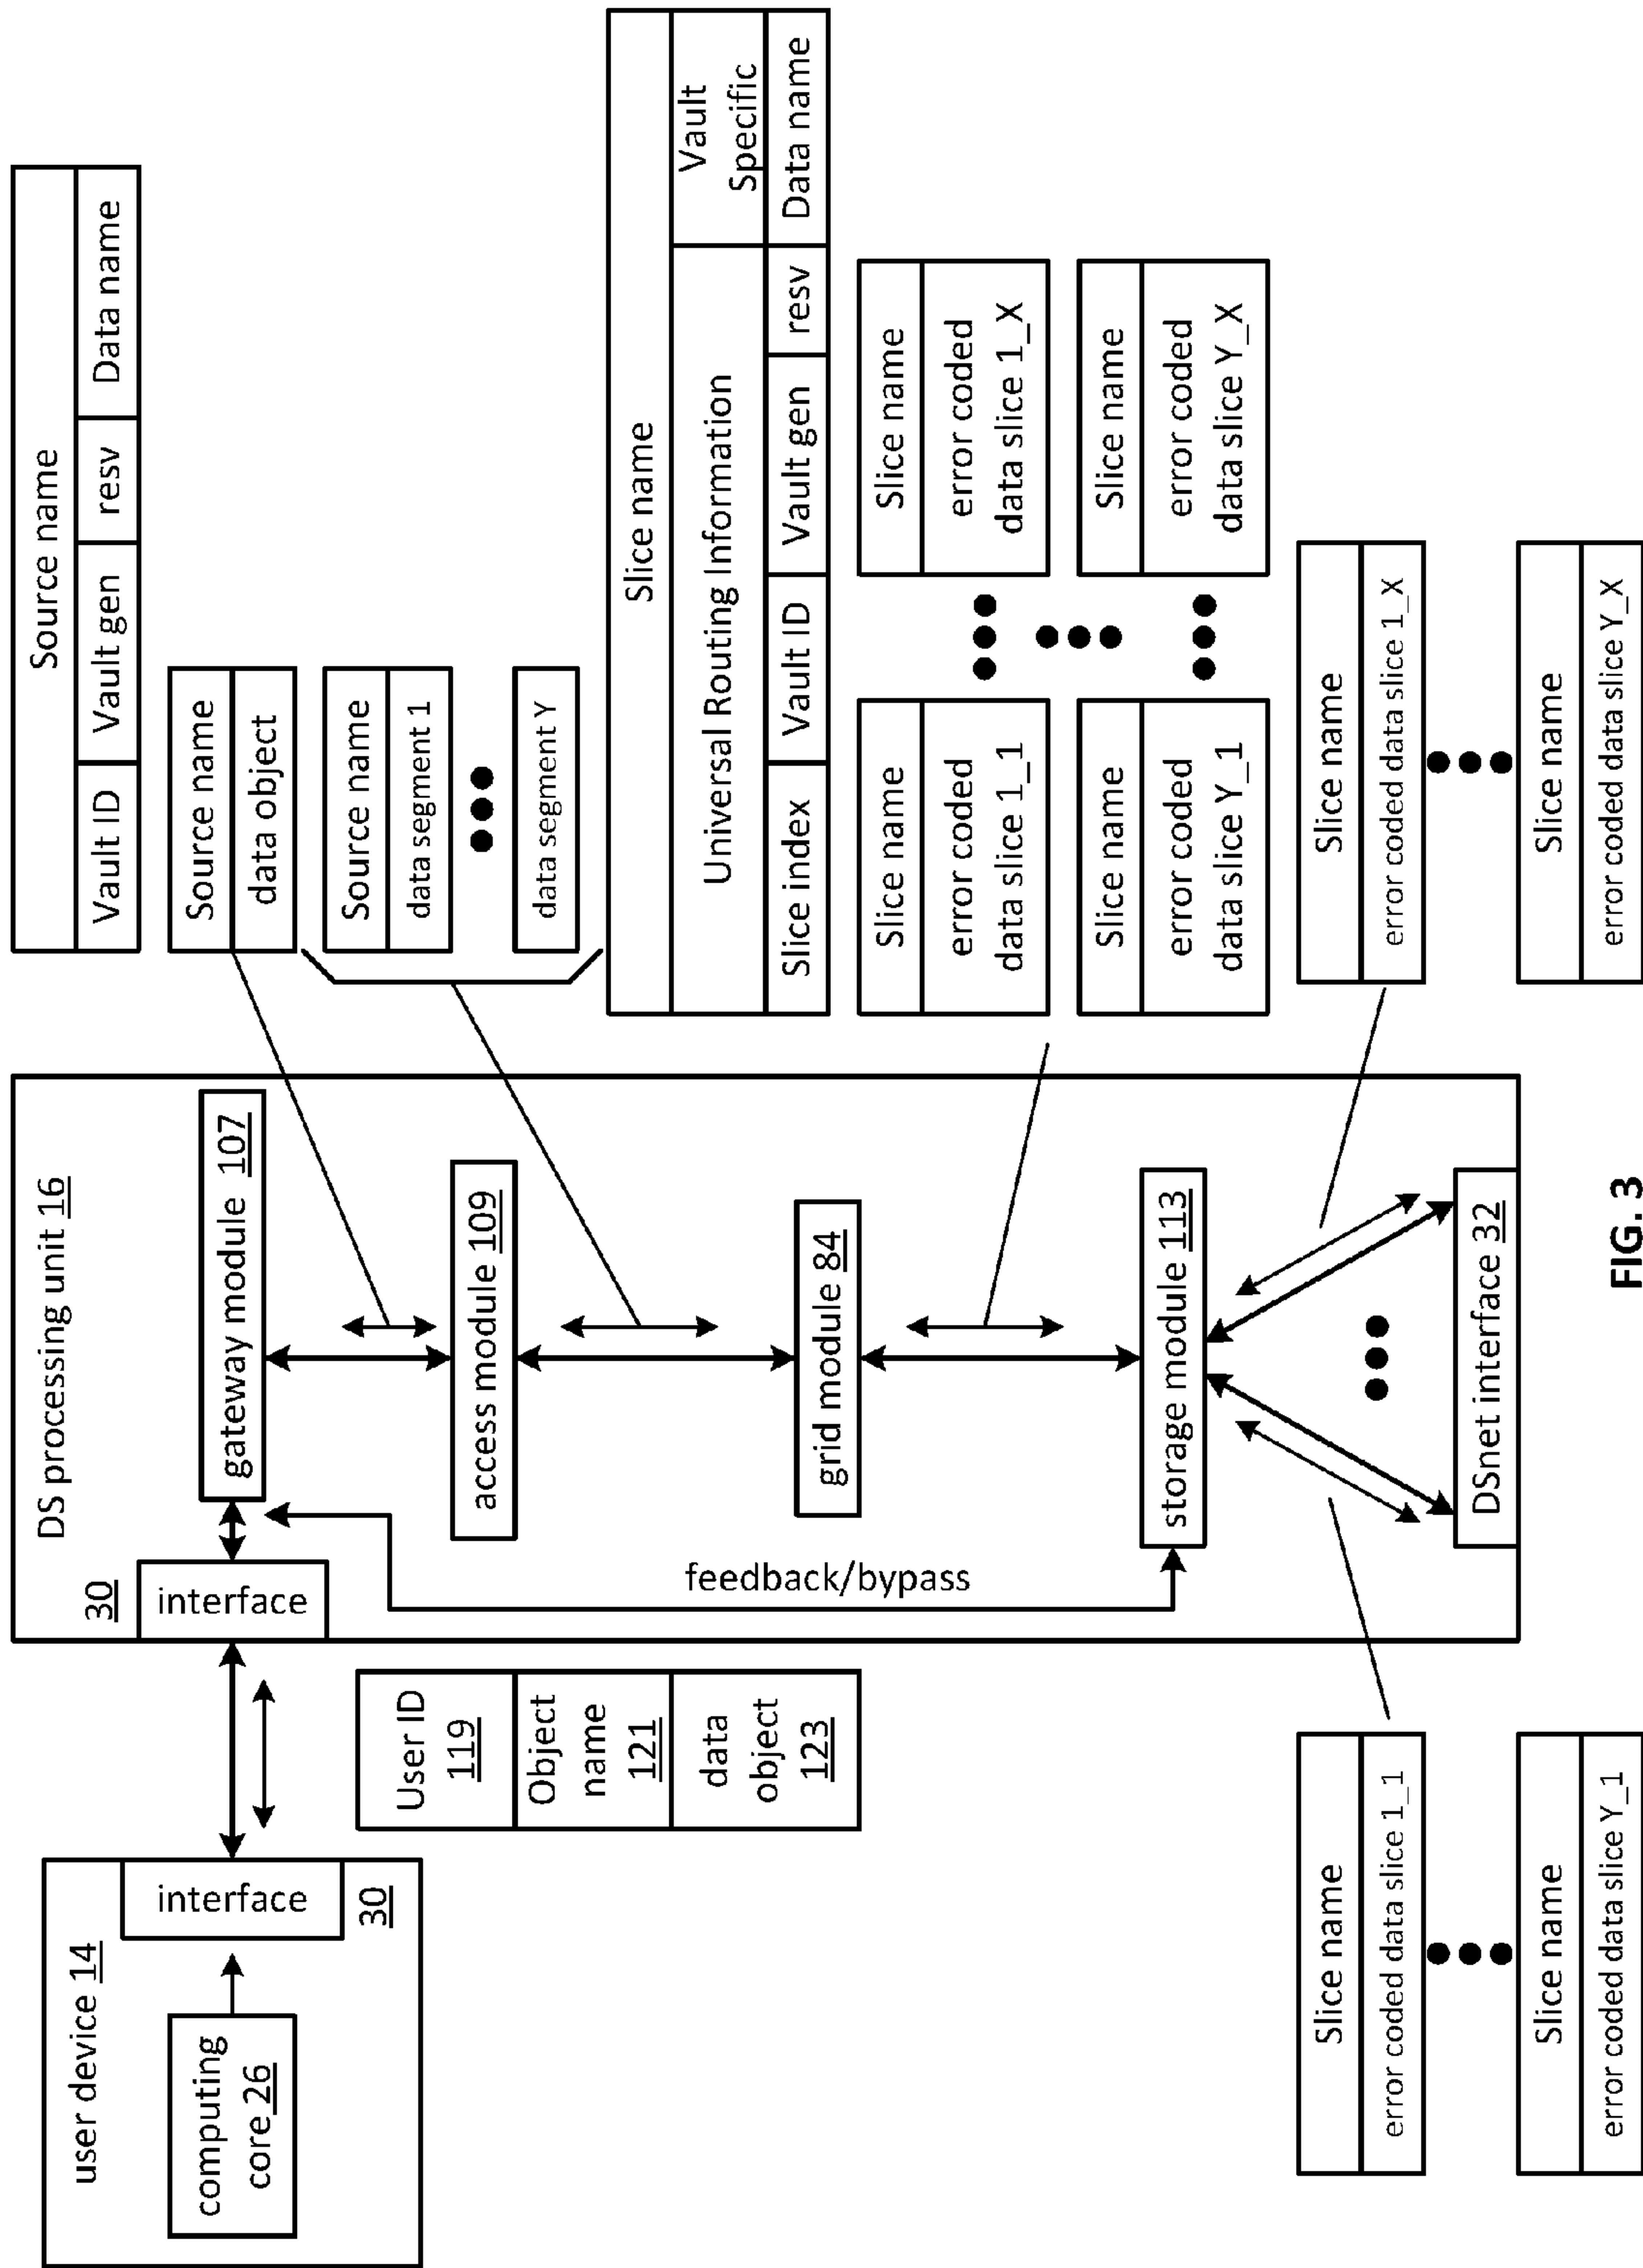 user device 14
computing
core 26
interface
30
User ID
119
Object
name
121
data
object
123
DS processing unit 16
30
interface
gateway module 107
access module 109
grid module 84
storage module 113
DSnet interface 32
feedback/bypass
Source name
Vault ID
Vault gen
resv
Data name
Source name
data object
Source name
data segment 1
data segment Y
Slice name
Universal Routing Information
Vault
Specific
Slice index
Vault ID
Vault gen
resv
Data name
Slice name
error coded
data slice 1_1
Slice name
error coded
data slice 1_X
Slice name
error coded
data slice Y_1
Slice name
error coded
data slice Y_X
Slice name
error coded data slice 1_1
Slice name
error coded data slice Y_1
Slice name
error coded data slice 1_X
Slice name
error coded data slice Y_X
FIG. 3